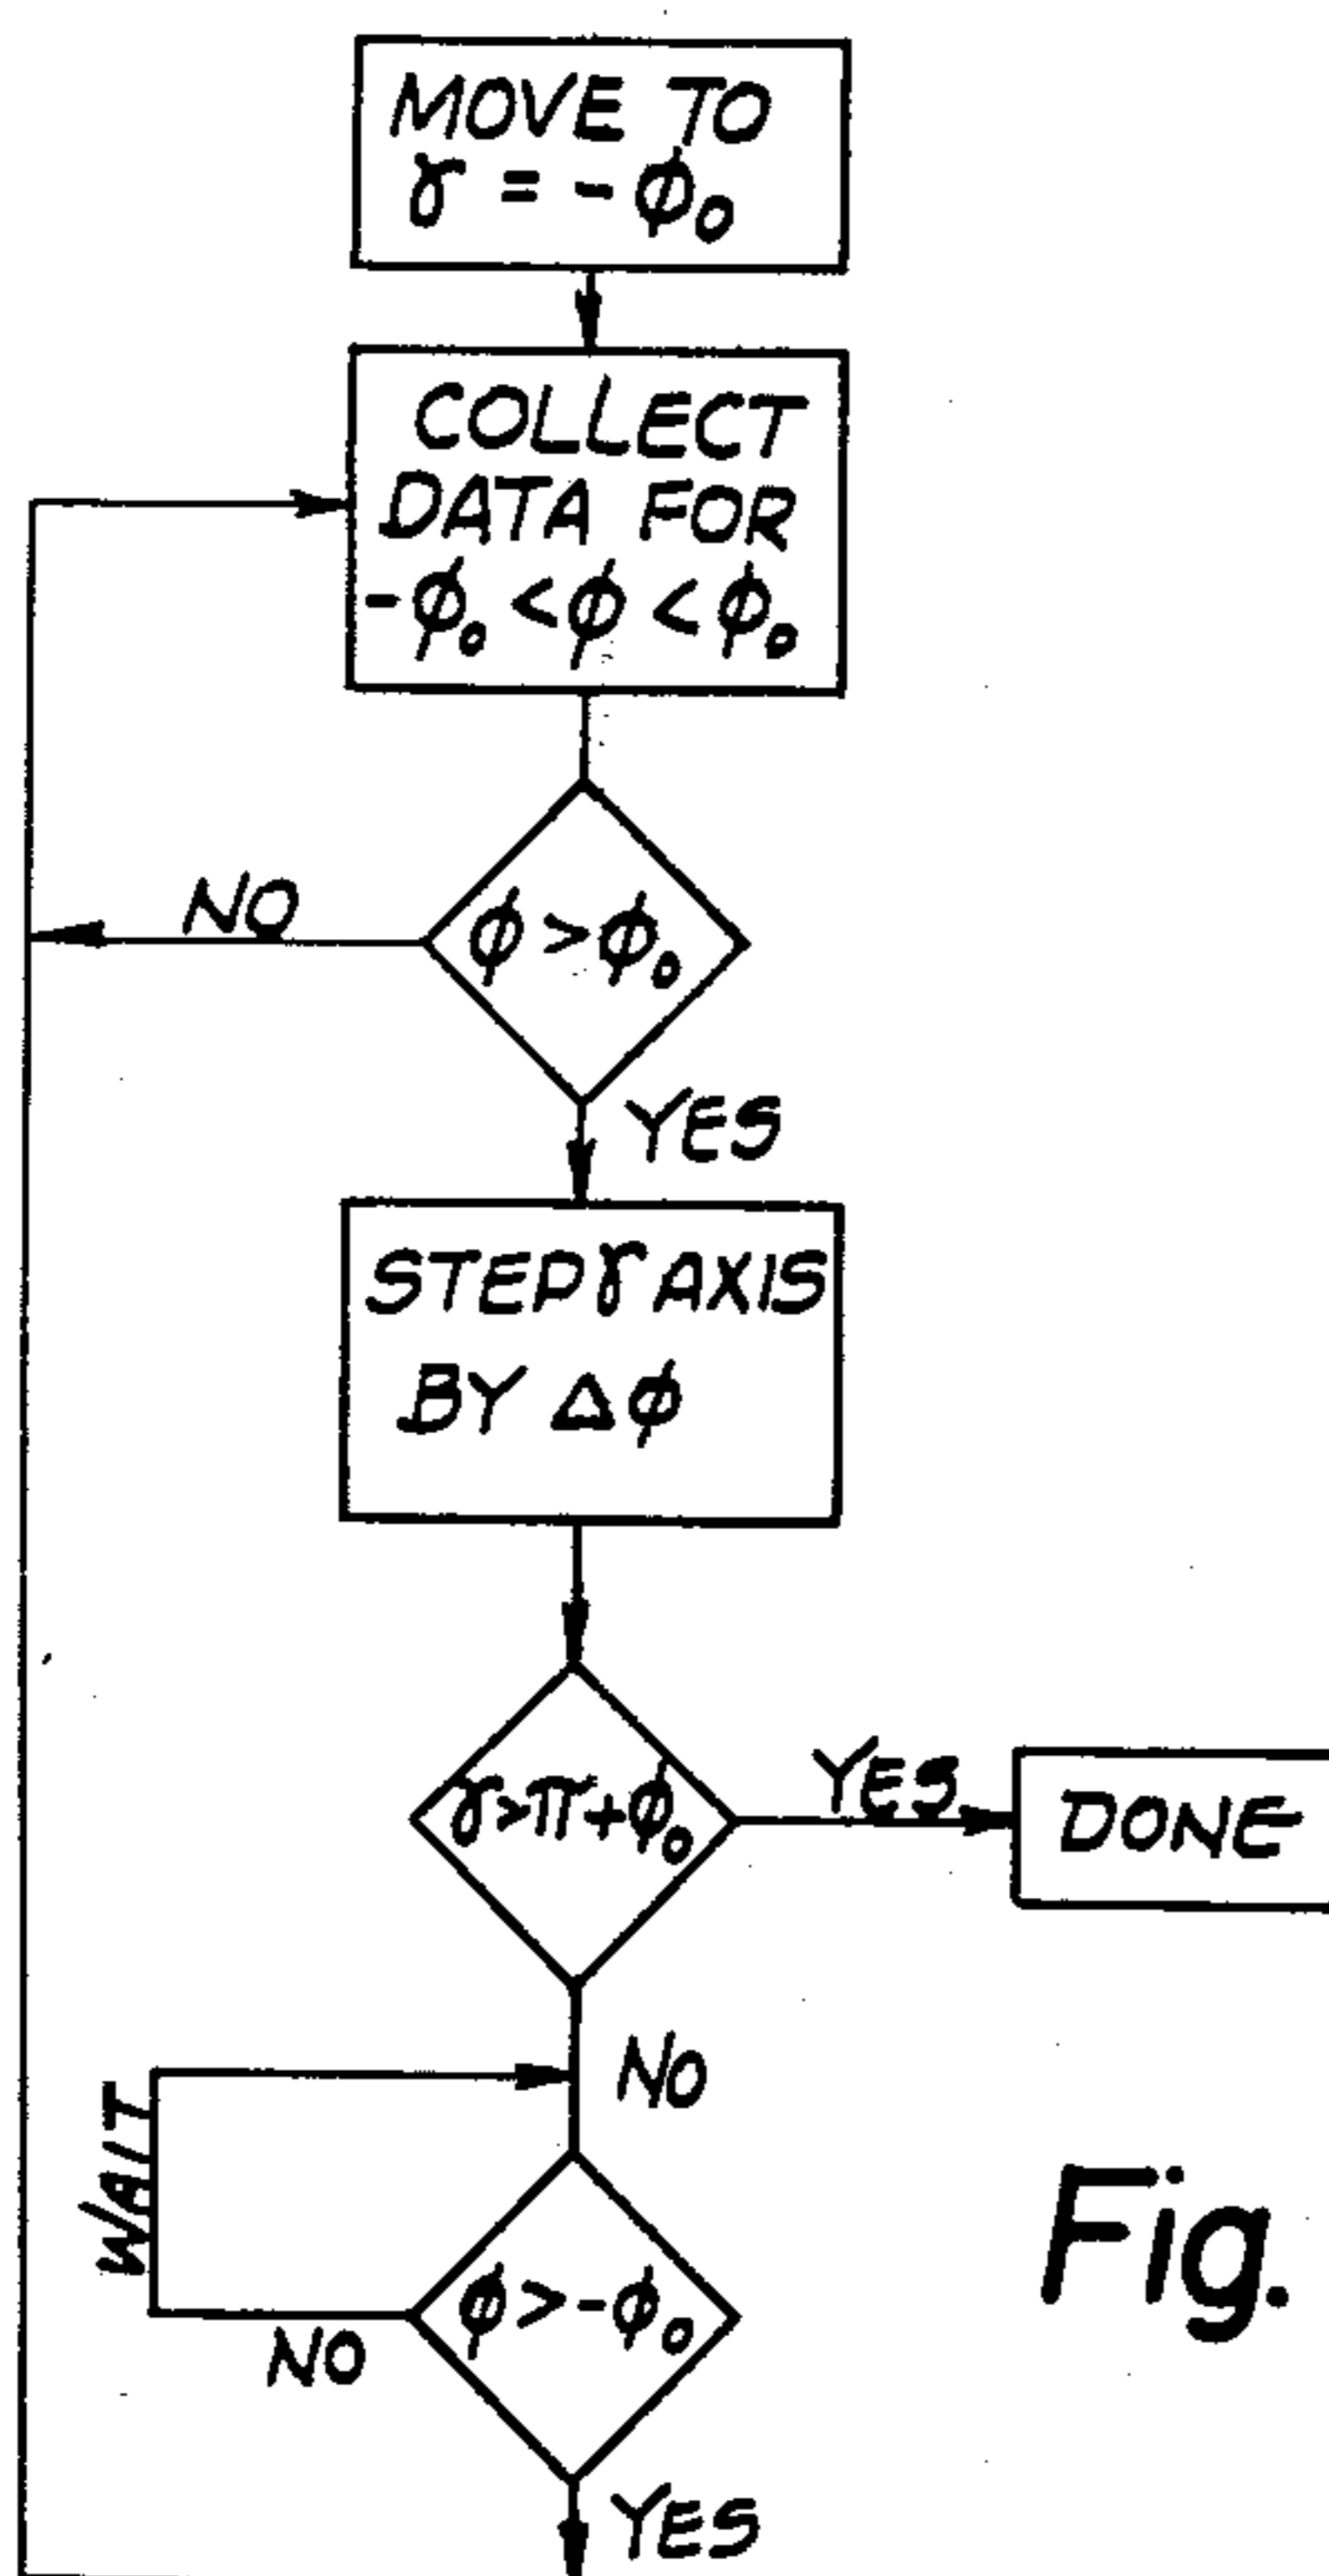 MOVE TO
γ = - ϕ₀
COLLECT
DATA FOR
-ϕ₀ < ϕ < ϕ₀
NO
ϕ > ϕ₀
YES
STEP γ AXIS
BY Δϕ
γ > π + ϕ₀
YES
DONE
NO
WAIT
ϕ > -ϕ₀
NO
YES
Fig.